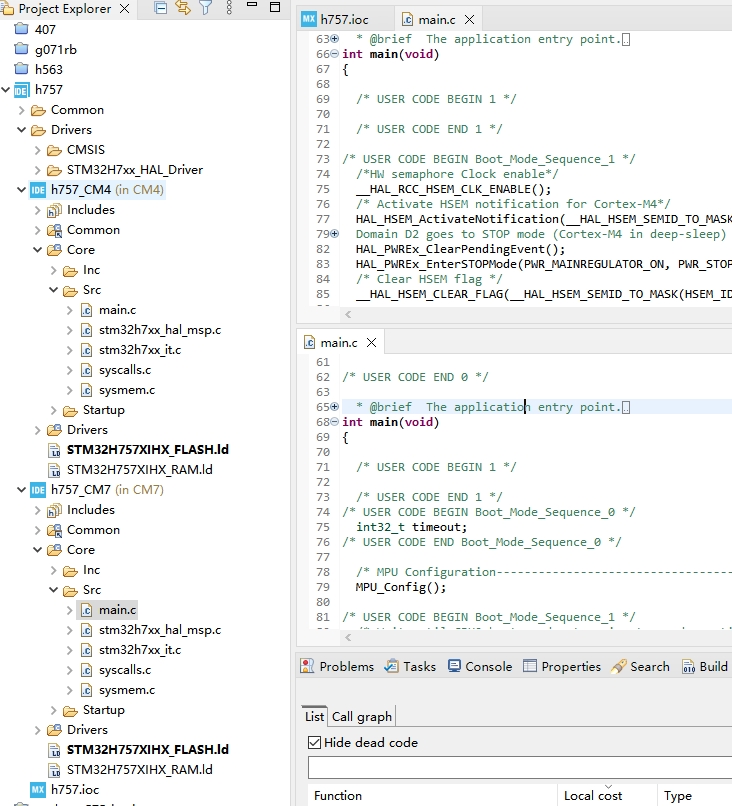 Project Explorer
407
g071rb
h563
IDE h757
Common
Drivers
CMSIS
STM32H7xx_HAL_Driver
IDE h757_CM4 (in CM4)
Includes
Common
Core
Inc
Src
main.c
stm32h7xx_hal_msp.c
stm32h7xx_it.c
syscalls.c
sysmem.c
Startup
Drivers
STM32H757XIHX_FLASH.ld
STM32H757XIHX_RAM.ld
IDE h757_CM7 (in CM7)
Includes
Common
Core
Inc
Src
main.c
stm32h7xx_hal_msp.c
stm32h7xx_it.c
syscalls.c
sysmem.c
Startup
Drivers
STM32H757XIHX_FLASH.ld
STM32H757XIHX_RAM.ld
MX h757.ioc
MX h757.ioc
main.c
63 * @brief The application entry point.
66 int main(void)
67 {
68
69 /* USER CODE BEGIN 1 */
70
71 /* USER CODE END 1 */
72
73 /* USER CODE BEGIN Boot_Mode_Sequence_1 */
74 /*HW semaphore Clock enable*/
75 __HAL_RCC_HSEM_CLK_ENABLE();
76 /* Activate HSEM notification for Cortex-M4*/
77 HAL_HSEM_ActivateNotification(__HAL_HSEM_SEMID_TO_MASK
79 Domain D2 goes to STOP mode (Cortex-M4 in deep-sleep)
82 HAL_PWREx_ClearPendingEvent();
83 HAL_PWREx_EnterSTOPMode(PWR_MAINREGULATOR_ON, PWR_STOP
84 /* Clear HSEM flag */
85 __HAL_HSEM_CLEAR_FLAG(__HAL_HSEM_SEMID_TO_MASK(HSEM_ID
main.c
61
62 /* USER CODE END 0 */
63
65 * @brief The application entry point.
68 int main(void)
69 {
70
71 /* USER CODE BEGIN 1 */
72
73 /* USER CODE END 1 */
74 /* USER CODE BEGIN Boot_Mode_Sequence_0 */
75 int32_t timeout;
76 /* USER CODE END Boot_Mode_Sequence_0 */
77
78 /* MPU Configuration--------------------------------
79 MPU_Config();
80
81 /* USER CODE BEGIN Boot_Mode_Sequence_1 */
Problems
Tasks
Console
Properties
Search
Build
List
Call graph
Hide dead code
Function
Local cost
Type